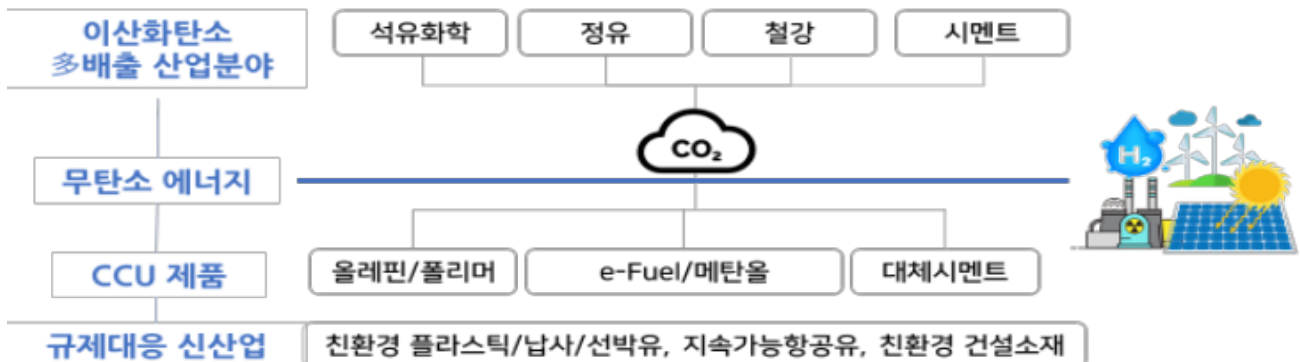 이산화탄소
多배출 산업분야
석유화학
정유
철강
시멘트
CO₂
H₂
무탄소 에너지
CCU 제품
올레핀/폴리머
e-Fuel/메탄올
대체시멘트
규제대응 신산업
친환경 플라스틱/납사/선박유, 지속가능항공유, 친환경 건설소재